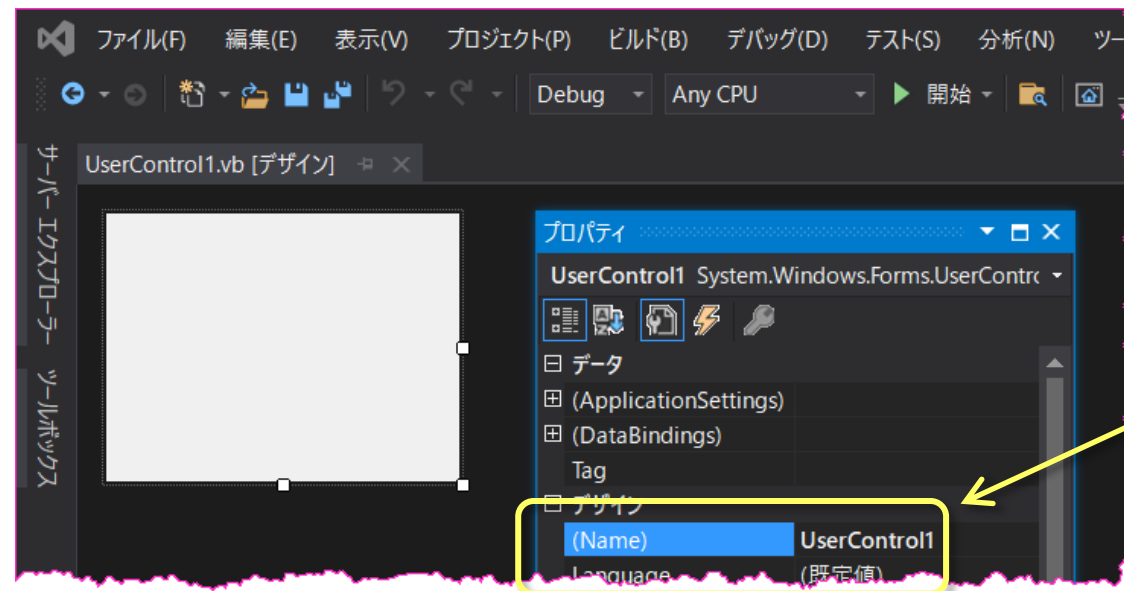 ファイル(F) 編集(E) 表示(V) プロジェクト(P) ビルド(B) デバッグ(D) テスト(S) 分析(N) ツー
Debug Any CPU 開始
サーバー エクスプローラー
ツールボックス
UserControl1.vb [デザイン]
プロパティ
UserControl1 System.Windows.Forms.UserContrc
データ
(ApplicationSettings)
(DataBindings)
Tag
デザイン
(Name) UserControl1
Language (既定値)